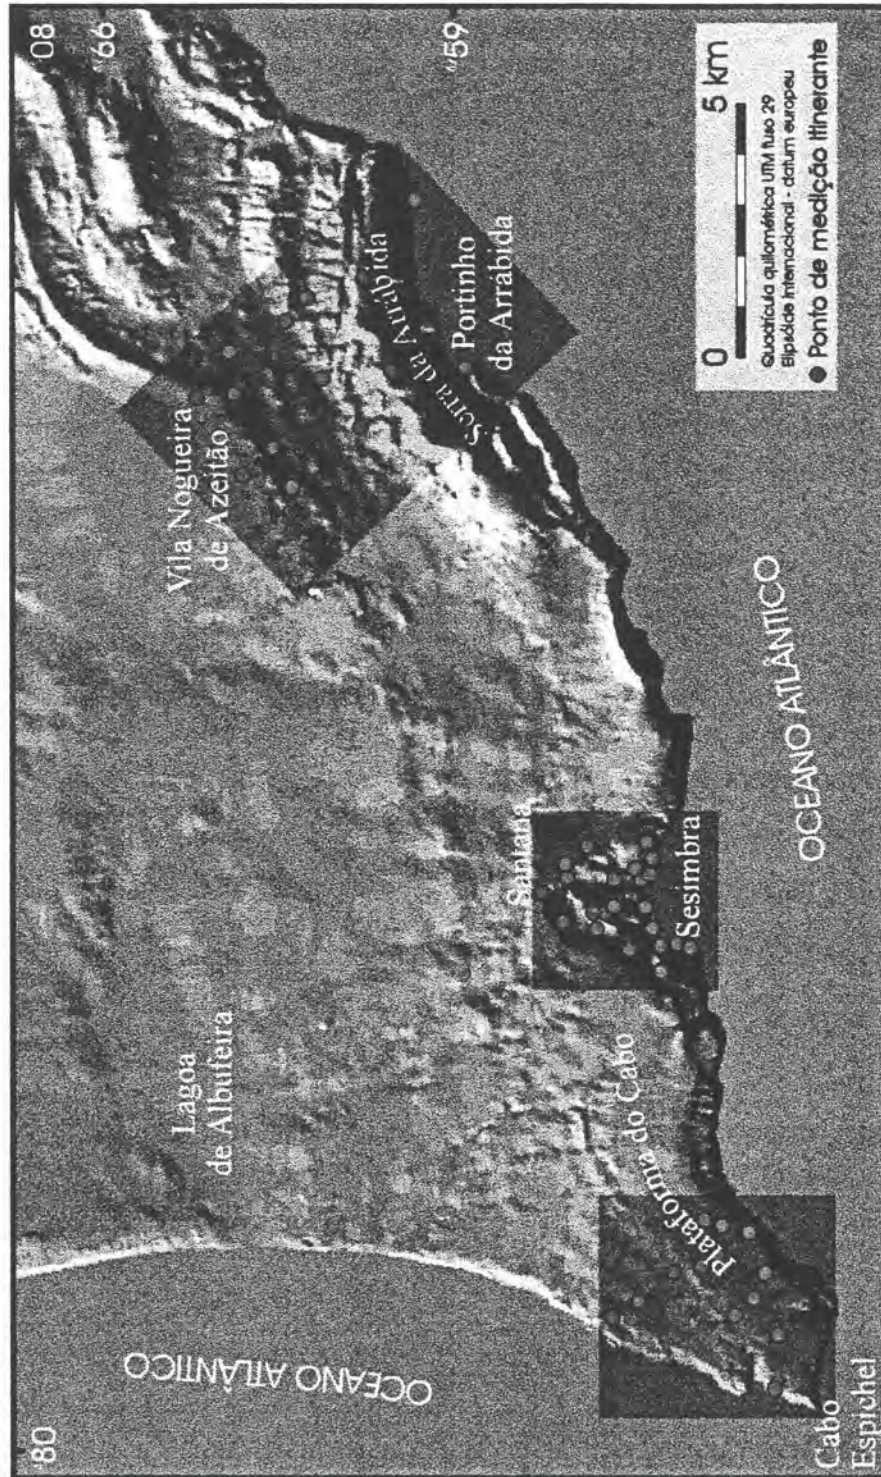 08
66
59
80
Vila Nogueira
de Azeitão
Serra da Arrábida
Portinho
da Arrábida
Lagoa
de Albufeira
Santana
Sesimbra
Plataforma do Cabo
Cabo
Espichel
OCEANO ATLÂNTICO
OCEANO ATLÂNTICO
0 5 km
Quadrícula quilométrica UTM fuso 29
Elipsóide Internacional - datum europeu
Ponto de medição itinerante